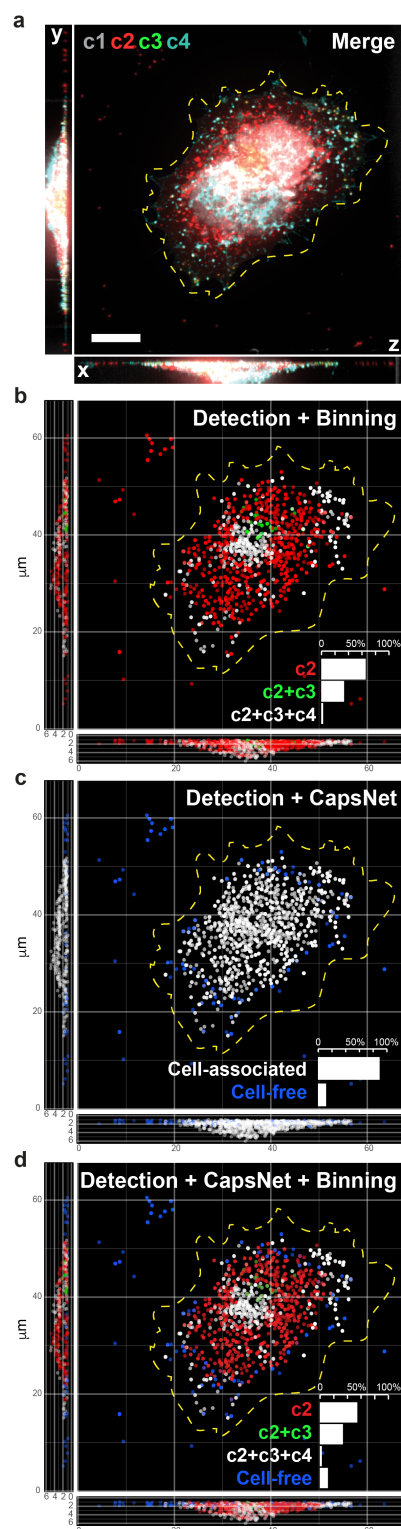 a
y
c1 c2 c3 c4
Merge
z
x
b
Detection + Binning
60
40
µm
20
0
0 50% 100%
c2
c2+c3
c2+c3+c4
6 4 2 0
0
2
4
6
20 40 60
c
Detection + CapsNet
60
40
µm
20
0
0 50% 100%
Cell-associated
Cell-free
6 4 2 0
0
2
4
6
20 40 60
d
Detection + CapsNet + Binning
60
40
µm
20
0
0 50% 100%
c2
c2+c3
c2+c3+c4
Cell-free
6 4 2 0
0
2
4
6
20 40 60